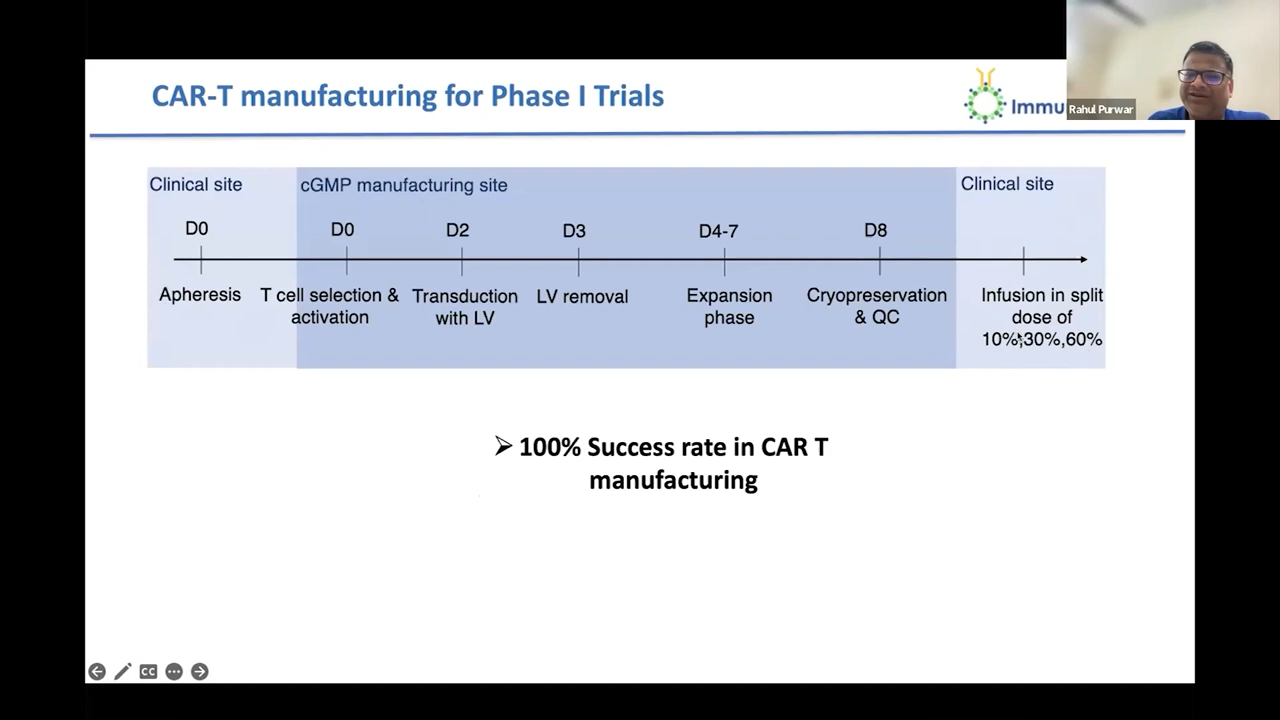 CAR-T manufacturing for Phase I Trials
Immu
Rahul Purwar
Clinical site
cGMP manufacturing site
Clinical site
D0
D0
D2
D3
D4-7
D8
Apheresis
T cell selection &
activation
Transduction
with LV
LV removal
Expansion
phase
Cryopreservation
& QC
Infusion in split
dose of
10%,30%,60%
➢ 100% Success rate in CAR T
manufacturing
CC